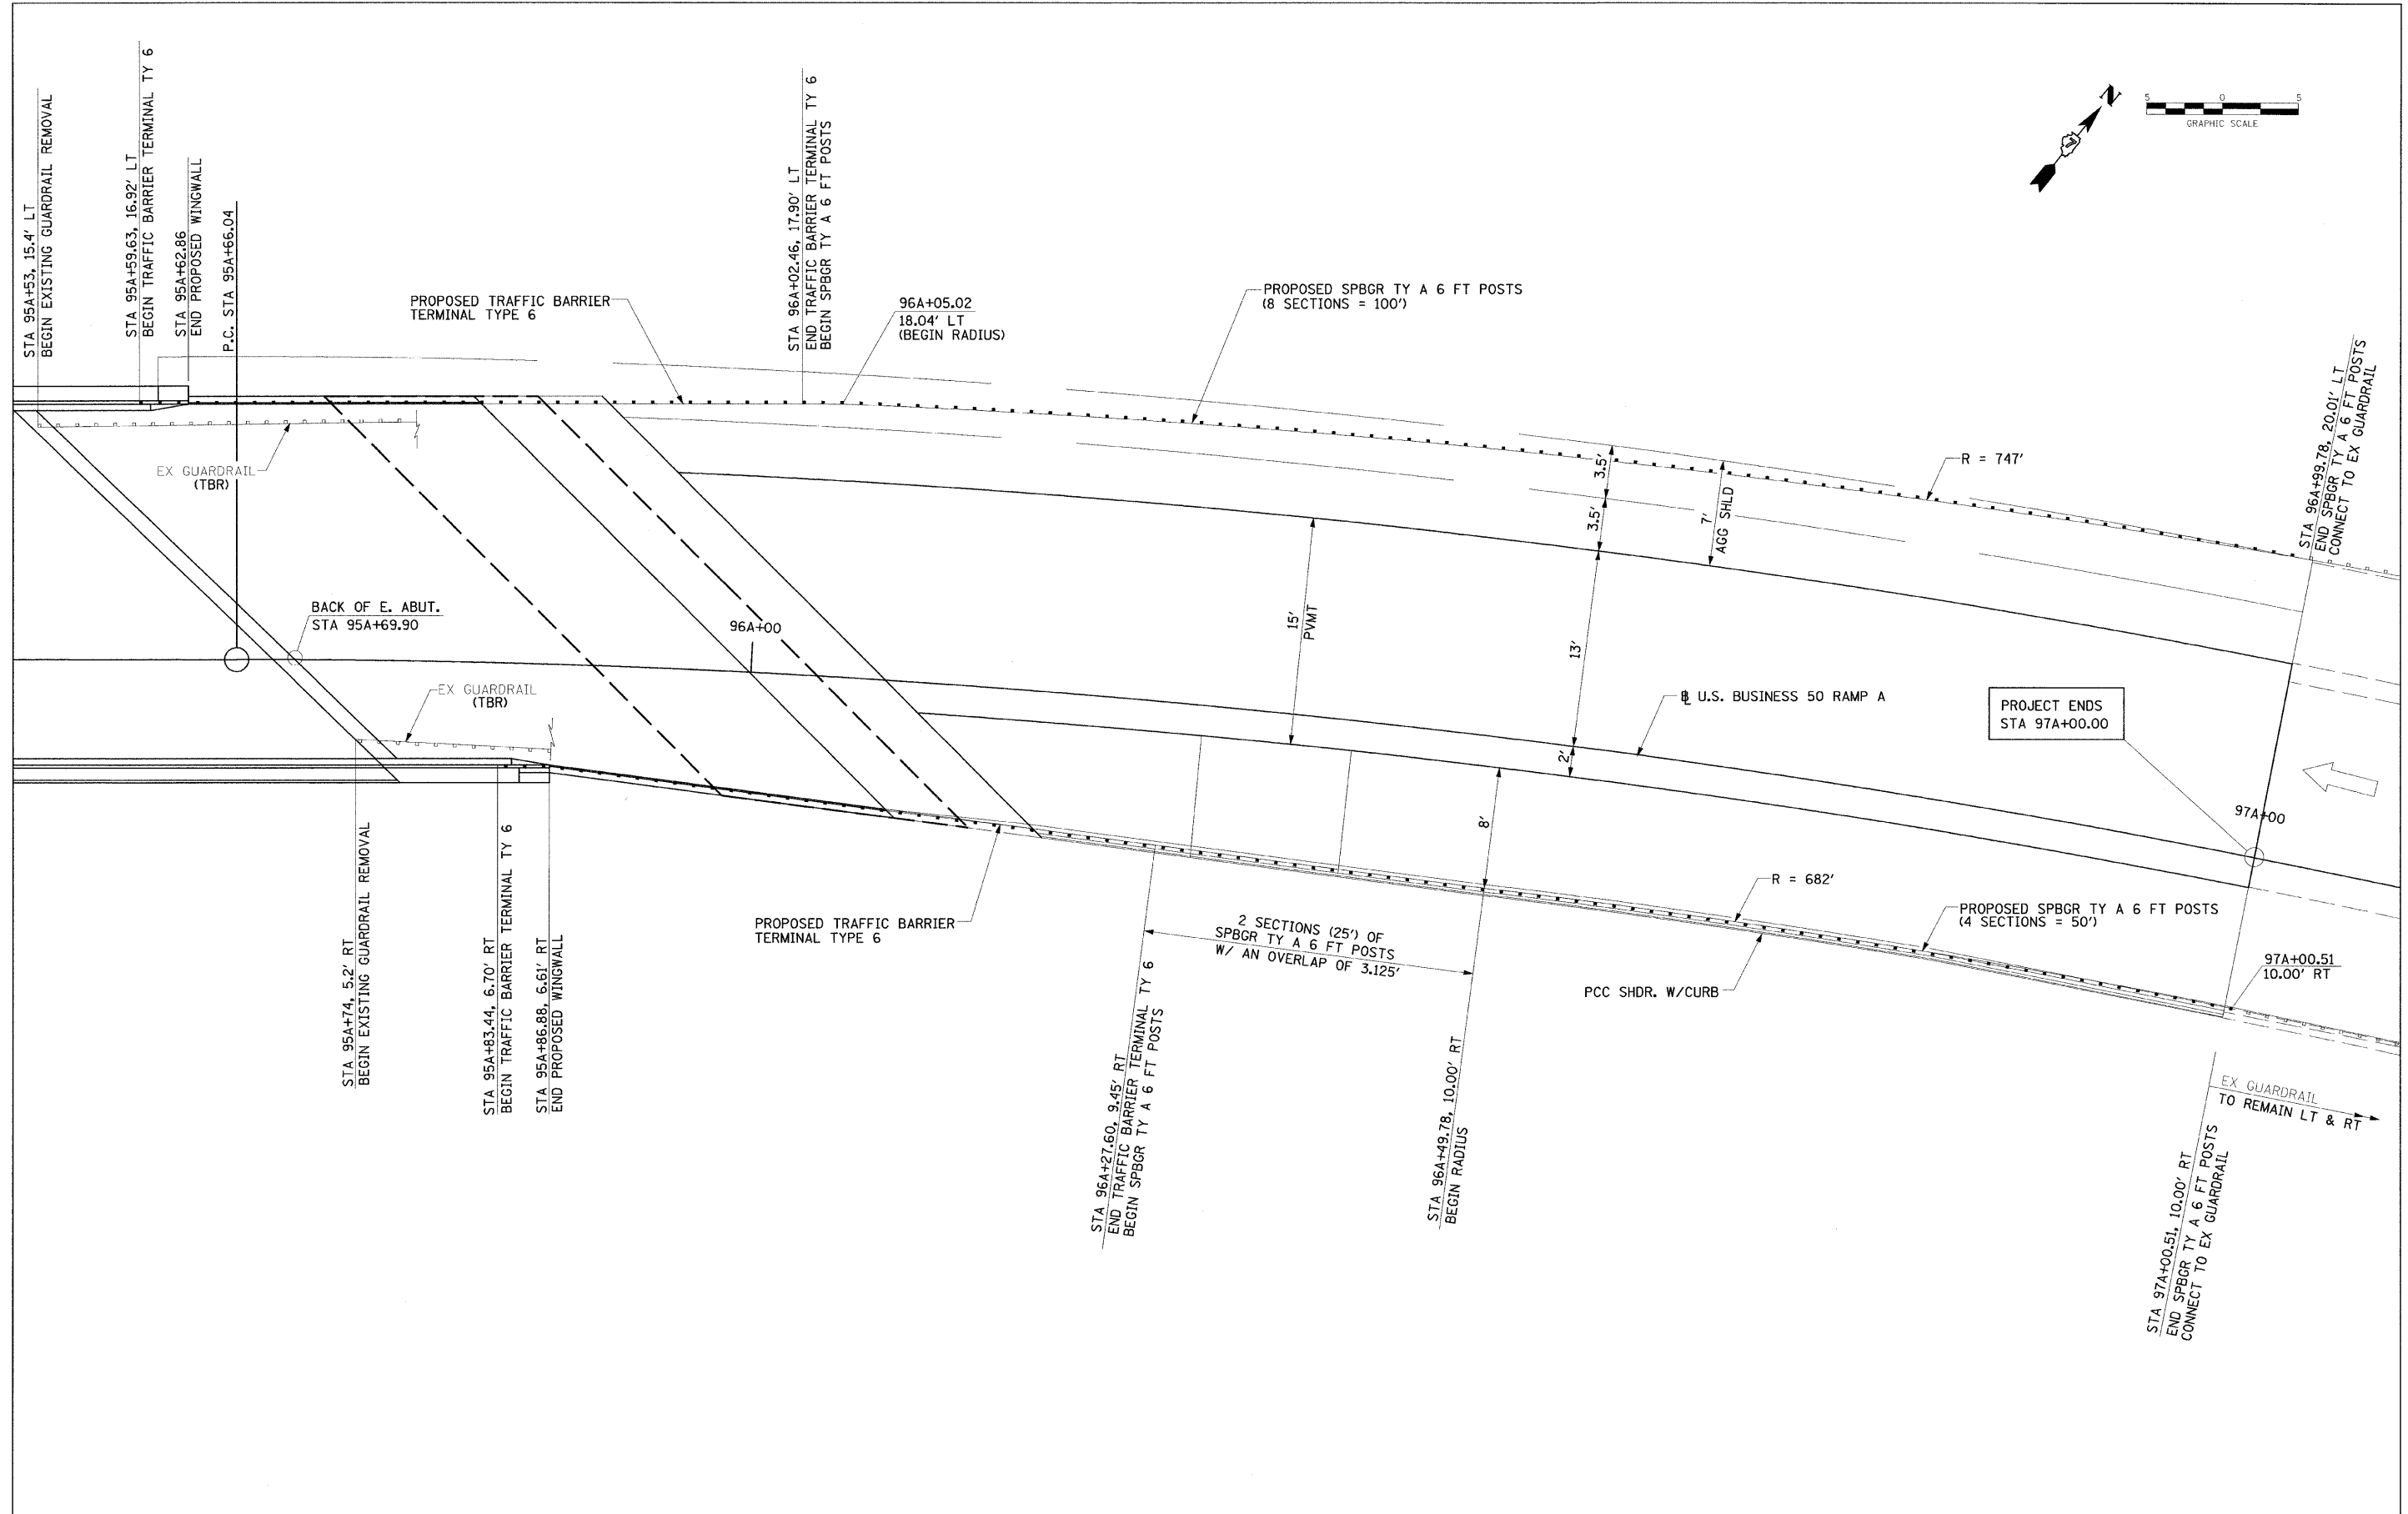 STA 95A+53, 15.4' LT
BEGIN EXISTING GUARDRAIL REMOVAL
STA 95A+59.63, 16.92' LT
BEGIN TRAFFIC BARRIER TERMINAL TY 6
STA 95A+62.86
END PROPOSED WINGWALL
P.C. STA 95A+66.04
STA 96A+02.46, 17.90' LT
END TRAFFIC BARRIER TERMINAL TY 6
BEGIN SPBGR TY A 6 FT POSTS
N
5 0 5
GRAPHIC SCALE
PROPOSED TRAFFIC BARRIER
TERMINAL TYPE 6
96A+05.02
18.04' LT
(BEGIN RADIUS)
PROPOSED SPBGR TY A 6 FT POSTS
(8 SECTIONS = 100')
STA 96A+99.78, 20.01' LT
END SPBGR TY A 6 FT POSTS
CONNECT TO EX GUARDRAIL
EX GUARDRAIL
(TBR)
R = 747'
3.5'
3.5'
7'
AGG SHLD
15'
PVMT
13'
2'
8'
BACK OF E. ABUT.
STA 95A+69.90
96A+00
EX GUARDRAIL
(TBR)
℄ U.S. BUSINESS 50 RAMP A
PROJECT ENDS
STA 97A+00.00
97A+00
R = 682'
PROPOSED SPBGR TY A 6 FT POSTS
(4 SECTIONS = 50')
97A+00.51
10.00' RT
PROPOSED TRAFFIC BARRIER
TERMINAL TYPE 6
2 SECTIONS (25') OF
SPBGR TY A 6 FT POSTS
W/ AN OVERLAP OF 3.125'
PCC SHDR. W/CURB
STA 95A+74, 5.2' RT
BEGIN EXISTING GUARDRAIL REMOVAL
STA 95A+83.44, 6.70' RT
BEGIN TRAFFIC BARRIER TERMINAL TY 6
STA 95A+86.88, 6.61' RT
END PROPOSED WINGWALL
STA 96A+27.60, 9.45' RT
END TRAFFIC BARRIER TERMINAL TY 6
BEGIN SPBGR TY A 6 FT POSTS
STA 96A+49.78, 10.00' RT
BEGIN RADIUS
EX GUARDRAIL
TO REMAIN LT & RT
STA 97A+00.51, 10.00' RT
END SPBGR TY A 6 FT POSTS
CONNECT TO EX GUARDRAIL